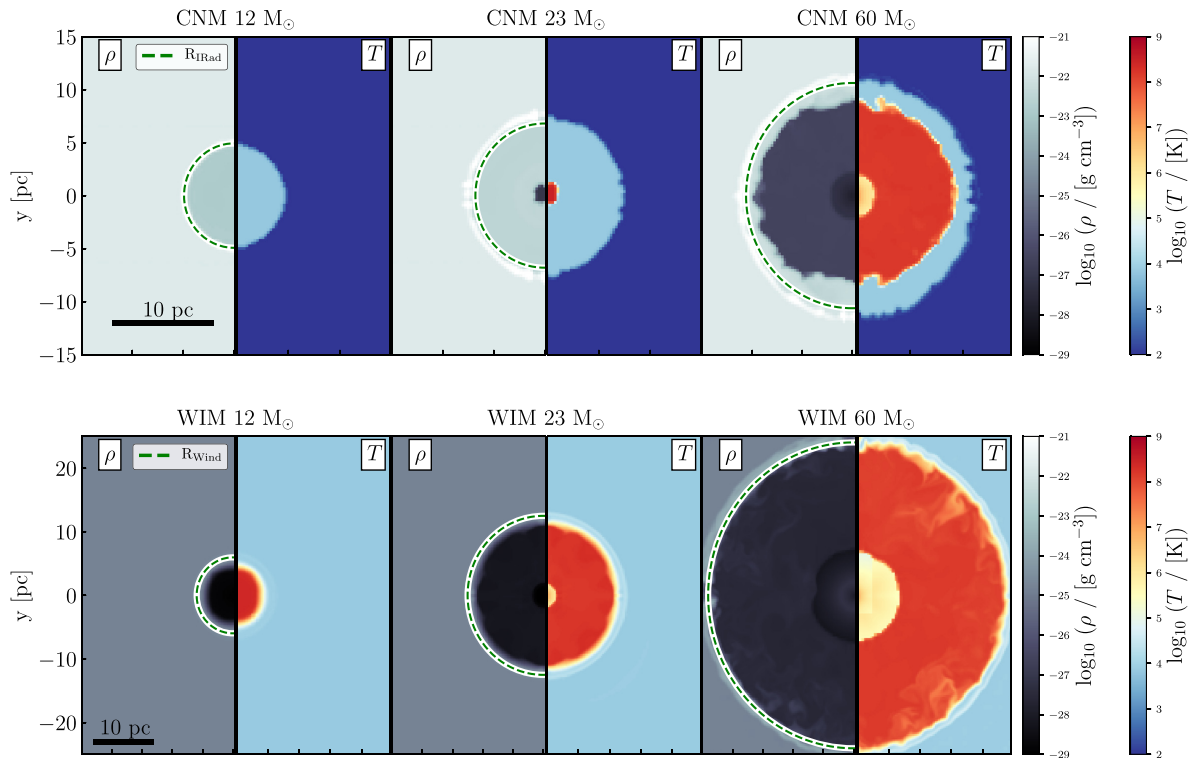 CNM 12 M⊙
CNM 23 M⊙
CNM 60 M⊙
ρ
R_IRad
T
ρ
T
ρ
T
15
10
5
0
−5
−10
−15
y [pc]
10 pc
−21
−22
−23
−24
−25
−26
−27
−28
−29
log₁₀ (ρ / [g cm⁻³])
9
8
7
6
5
4
3
2
log₁₀ (T / [K])
WIM 12 M⊙
WIM 23 M⊙
WIM 60 M⊙
ρ
R_Wind
T
ρ
T
ρ
T
20
10
0
−10
−20
y [pc]
10 pc
−21
−22
−23
−24
−25
−26
−27
−28
−29
log₁₀ (ρ / [g cm⁻³])
9
8
7
6
5
4
3
2
log₁₀ (T / [K])